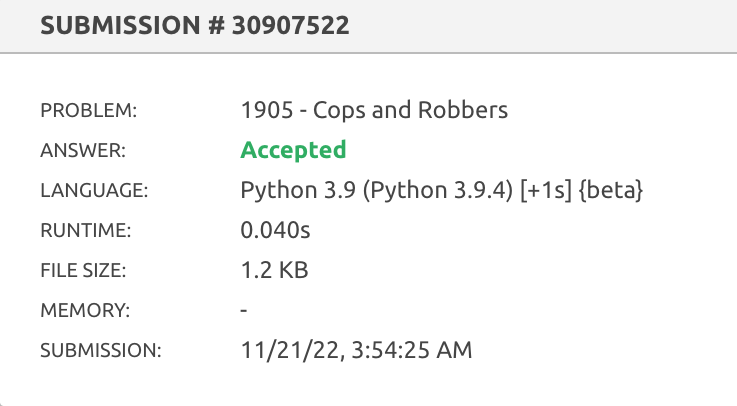 SUBMISSION # 30907522
PROBLEM: 1905 - Cops and Robbers
ANSWER: Accepted
LANGUAGE: Python 3.9 (Python 3.9.4) [+1s] {beta}
RUNTIME: 0.040s
FILE SIZE: 1.2 KB
MEMORY: -
SUBMISSION: 11/21/22, 3:54:25 AM